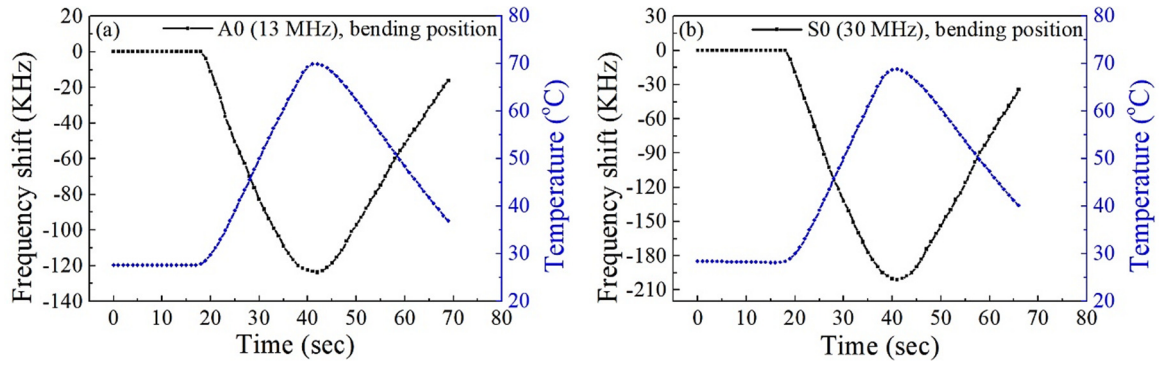 (a)
A0 (13 MHz), bending position
20
0
-20
-40
-60
-80
-100
-120
-140
Frequency shift (KHz)
80
70
60
50
40
30
20
Temperature (°C)
0 10 20 30 40 50 60 70 80
Time (sec)
(b)
S0 (30 MHz), bending position
30
0
-30
-60
-90
-120
-150
-180
-210
Frequency shift (KHz)
80
70
60
50
40
30
20
Temperature (°C)
0 10 20 30 40 50 60 70 80
Time (sec)